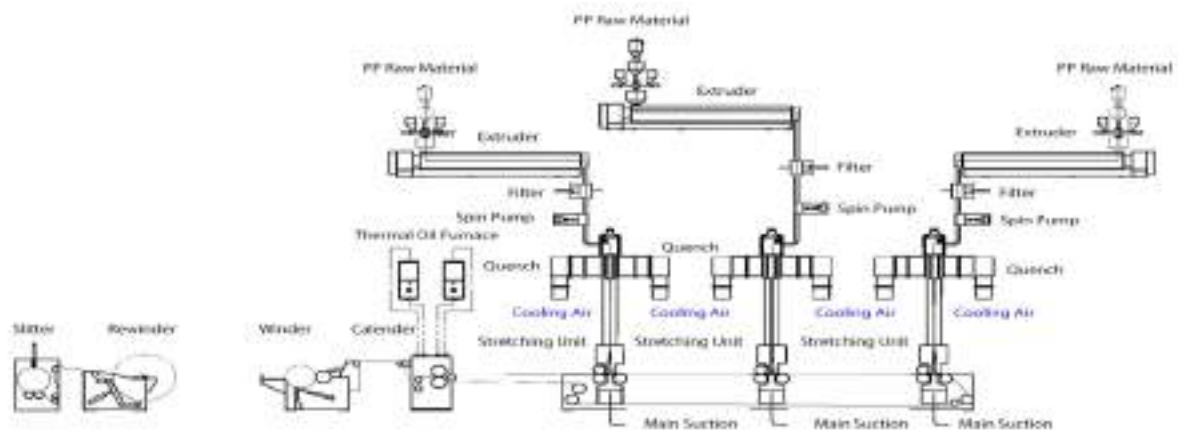 PP Raw Material
PP Raw Material
PP Raw Material
Extruder
Extruder
Extruder
Filter
Filter
Filter
Spin Pump
Spin Pump
Spin Pump
Thermal Oil Furnace
Quench
Quench
Quench
Cooling Air
Cooling Air
Cooling Air
Cooling Air
Slitter
Rewinder
Winder
Calender
Stretching Unit
Stretching Unit
Stretching Unit
Main Suction
Main Suction
Main Suction